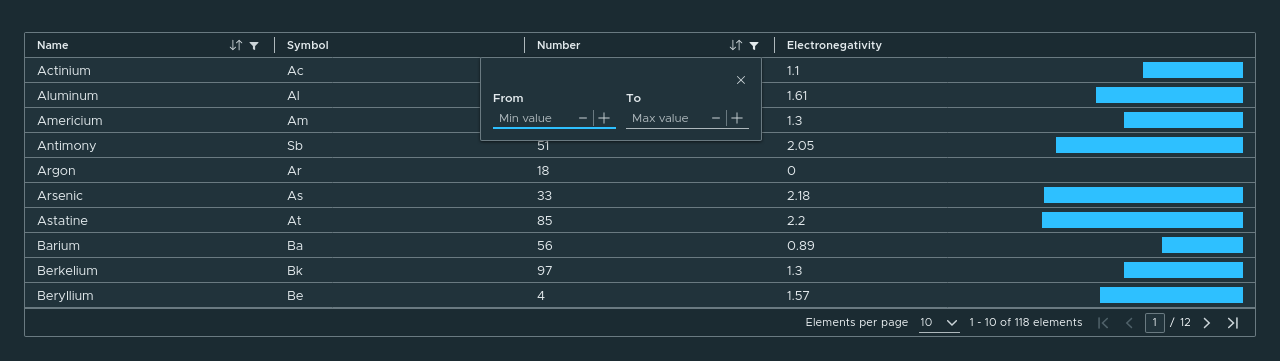 Name Symbol Number Electronegativity
Actinium Ac 1.1
Aluminum Al 1.61
From To
Americium Am Min value Max value 1.3
Antimony Sb 51 2.05
Argon Ar 18 0
Arsenic As 33 2.18
Astatine At 85 2.2
Barium Ba 56 0.89
Berkelium Bk 97 1.3
Beryllium Be 4 1.57
Elements per page 10 1 - 10 of 118 elements 1 / 12